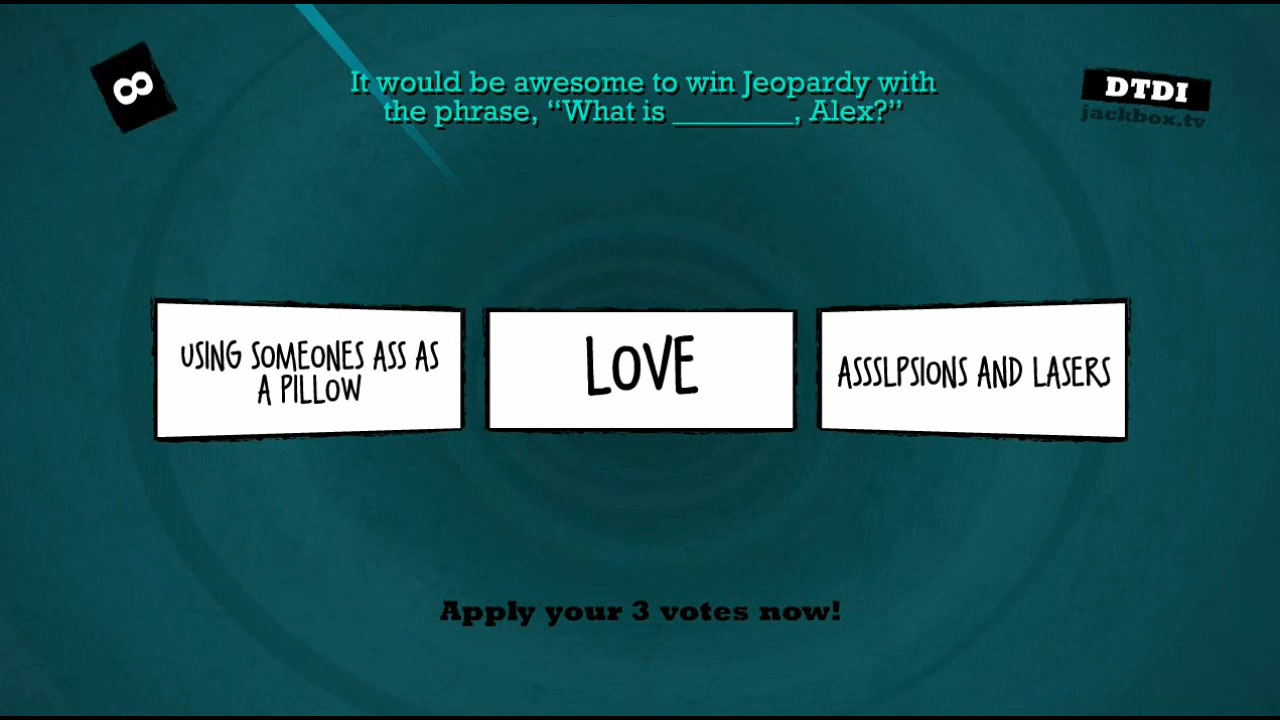 8
It would be awesome to win Jeopardy with
the phrase, “What is ________, Alex?”
DTDI
jackbox.tv
USING SOMEONES ASS AS
A PILLOW
LOVE
ASSSLPSIONS AND LASERS
Apply your 3 votes now!